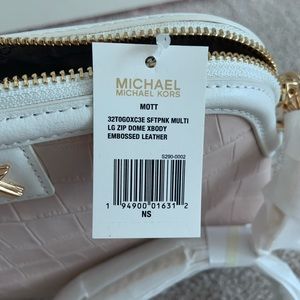 MICHAEL
MICHAEL KORS
MOTT
32T0GOXC3E SFTPNK MULTI
LG ZIP DOME XBODY
EMBOSSED LEATHER
S290-0002
1 94900 01631 2
NS